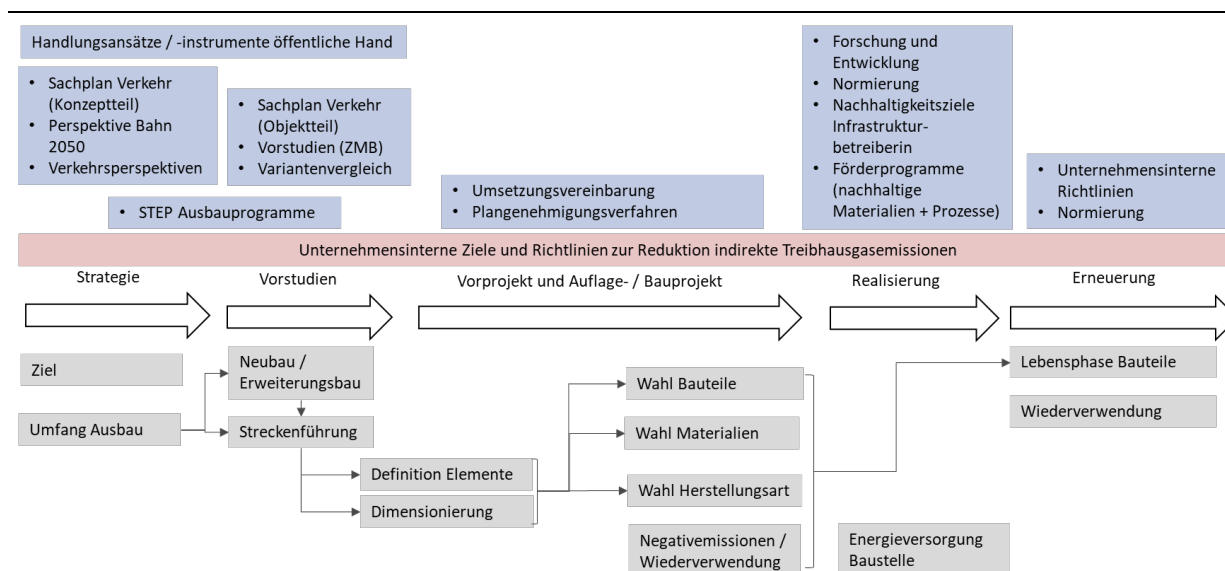 Handlungsansätze / -instrumente öffentliche Hand
• Sachplan Verkehr
(Konzeptteil)
• Perspektive Bahn
2050
• Verkehrsperspektiven
• Sachplan Verkehr
(Objektteil)
• Vorstudien (ZMB)
• Variantenvergleich
• STEP Ausbauprogramme
• Umsetzungsvereinbarung
• Plangenehmigungsverfahren
• Forschung und
Entwicklung
• Normierung
• Nachhaltigkeitsziele
Infrastruktur-
betreiberin
• Förderprogramme
(nachhaltige
Materialien + Prozesse)
• Unternehmensinterne
Richtlinien
• Normierung
Unternehmensinterne Ziele und Richtlinien zur Reduktion indirekte Treibhausgasemissionen
Strategie
Vorstudien
Vorprojekt und Auflage- / Bauprojekt
Realisierung
Erneuerung
Ziel
Umfang Ausbau
Neubau /
Erweiterungsbau
Streckenführung
Definition Elemente
Dimensionierung
Wahl Bauteile
Wahl Materialien
Wahl Herstellungsart
Negativemissionen /
Wiederverwendung
Energieversorgung
Baustelle
Lebensphase Bauteile
Wiederverwendung